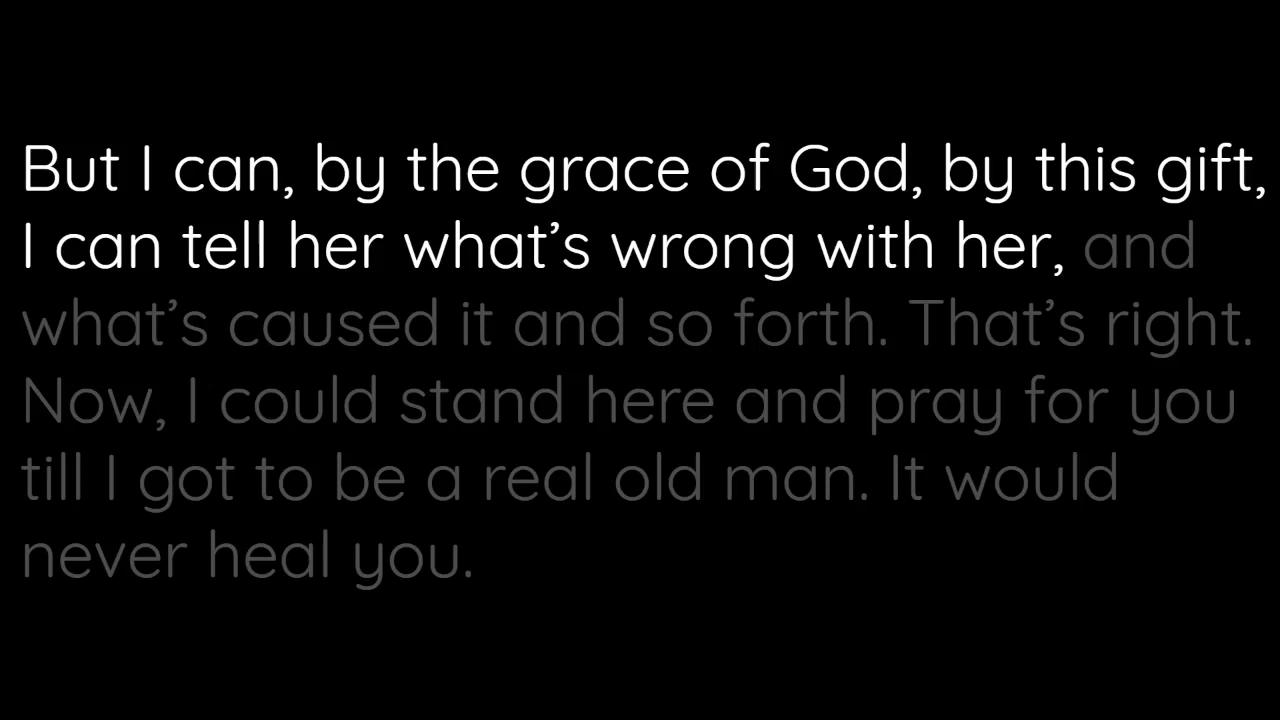 But I can, by the grace of God, by this gift,
I can tell her what’s wrong with her, and
what’s caused it and so forth. That’s right.
Now, I could stand here and pray for you
till I got to be a real old man. It would
never heal you.